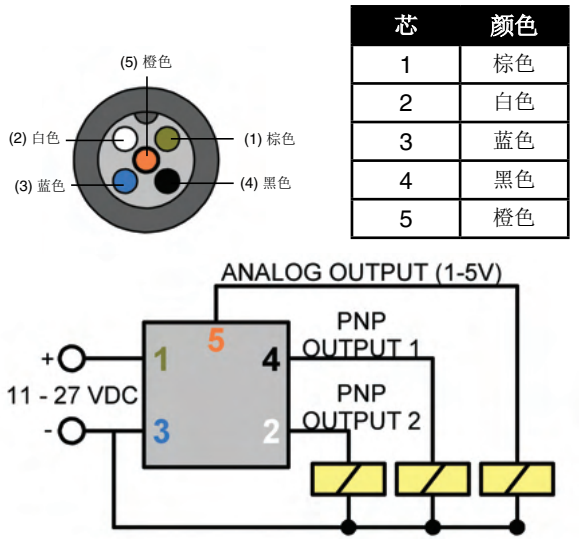 (5) 橙色
(2) 白色
(1) 棕色
(3) 蓝色
(4) 黑色
芯 颜色
1 棕色
2 白色
3 蓝色
4 黑色
5 橙色
ANALOG OUTPUT (1-5V)
5
PNP
OUTPUT 1
+
1
4
11 - 27 VDC
PNP
OUTPUT 2
-
3
2